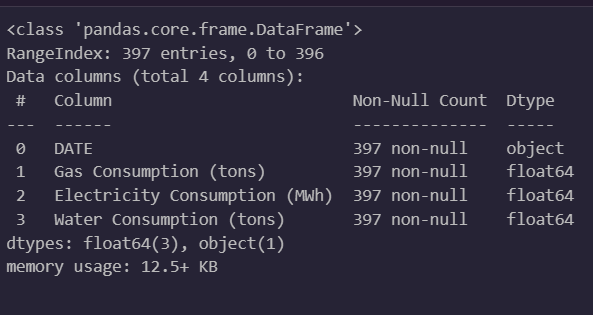 <class 'pandas.core.frame.DataFrame'>
RangeIndex: 397 entries, 0 to 396
Data columns (total 4 columns):
 #   Column                         Non-Null Count  Dtype
---  ------                         --------------  -----
 0   DATE                           397 non-null    object
 1   Gas Consumption (tons)         397 non-null    float64
 2   Electricity Consumption (MWh)  397 non-null    float64
 3   Water Consumption (tons)       397 non-null    float64
dtypes: float64(3), object(1)
memory usage: 12.5+ KB